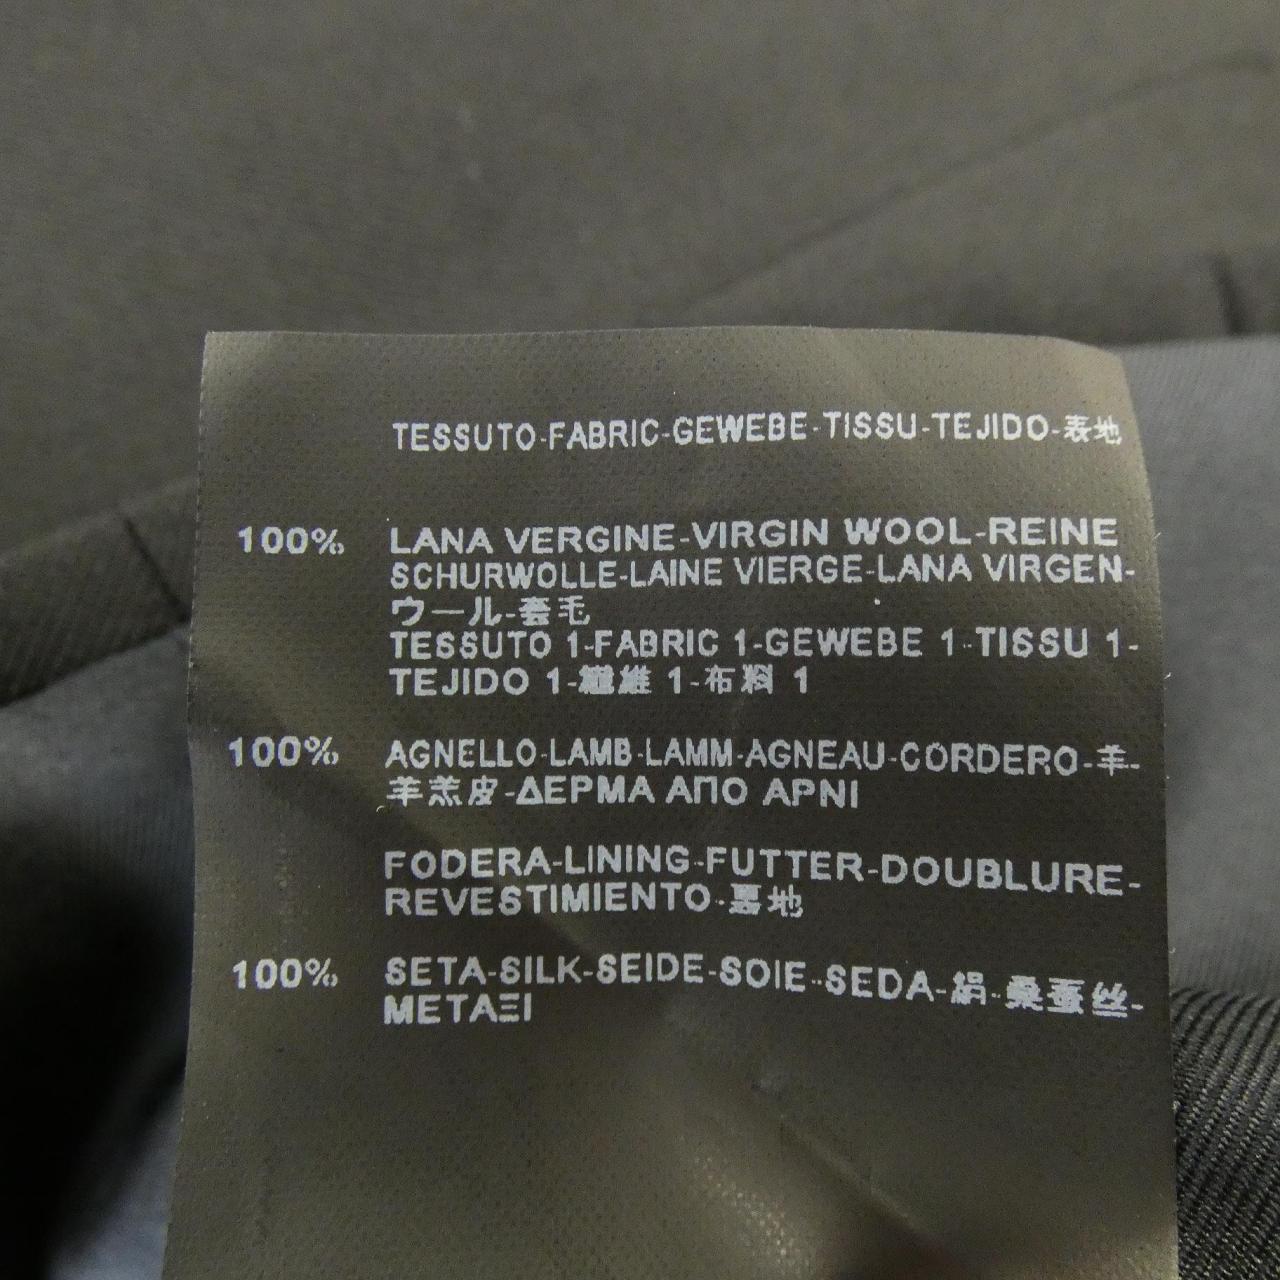 TESSUTO-FABRIC-GEWEBE-TISSU-TEJIDO-表地
100% LANA VERGINE-VIRGIN WOOL-REINE
SCHURWOLLE-LAINE VIERGE-LANA VIRGEN-
ウール-套毛
TESSUTO 1-FABRIC 1-GEWEBE 1-TISSU 1-
TEJIDO 1-繊維 1-布料 1
100% AGNELLO-LAMB-LAMM-AGNEAU-CORDERO-羊-
羊羔皮-ΔΕΡΜΑ ΑΠΟ ΑΡΝΙ
FODERA-LINING-FUTTER-DOUBLURE-
REVESTIMIENTO-裏地
100% SETA-SILK-SEIDE-SOIE-SEDA-絹-桑蚕丝-
ΜΕΤΑΞΙ